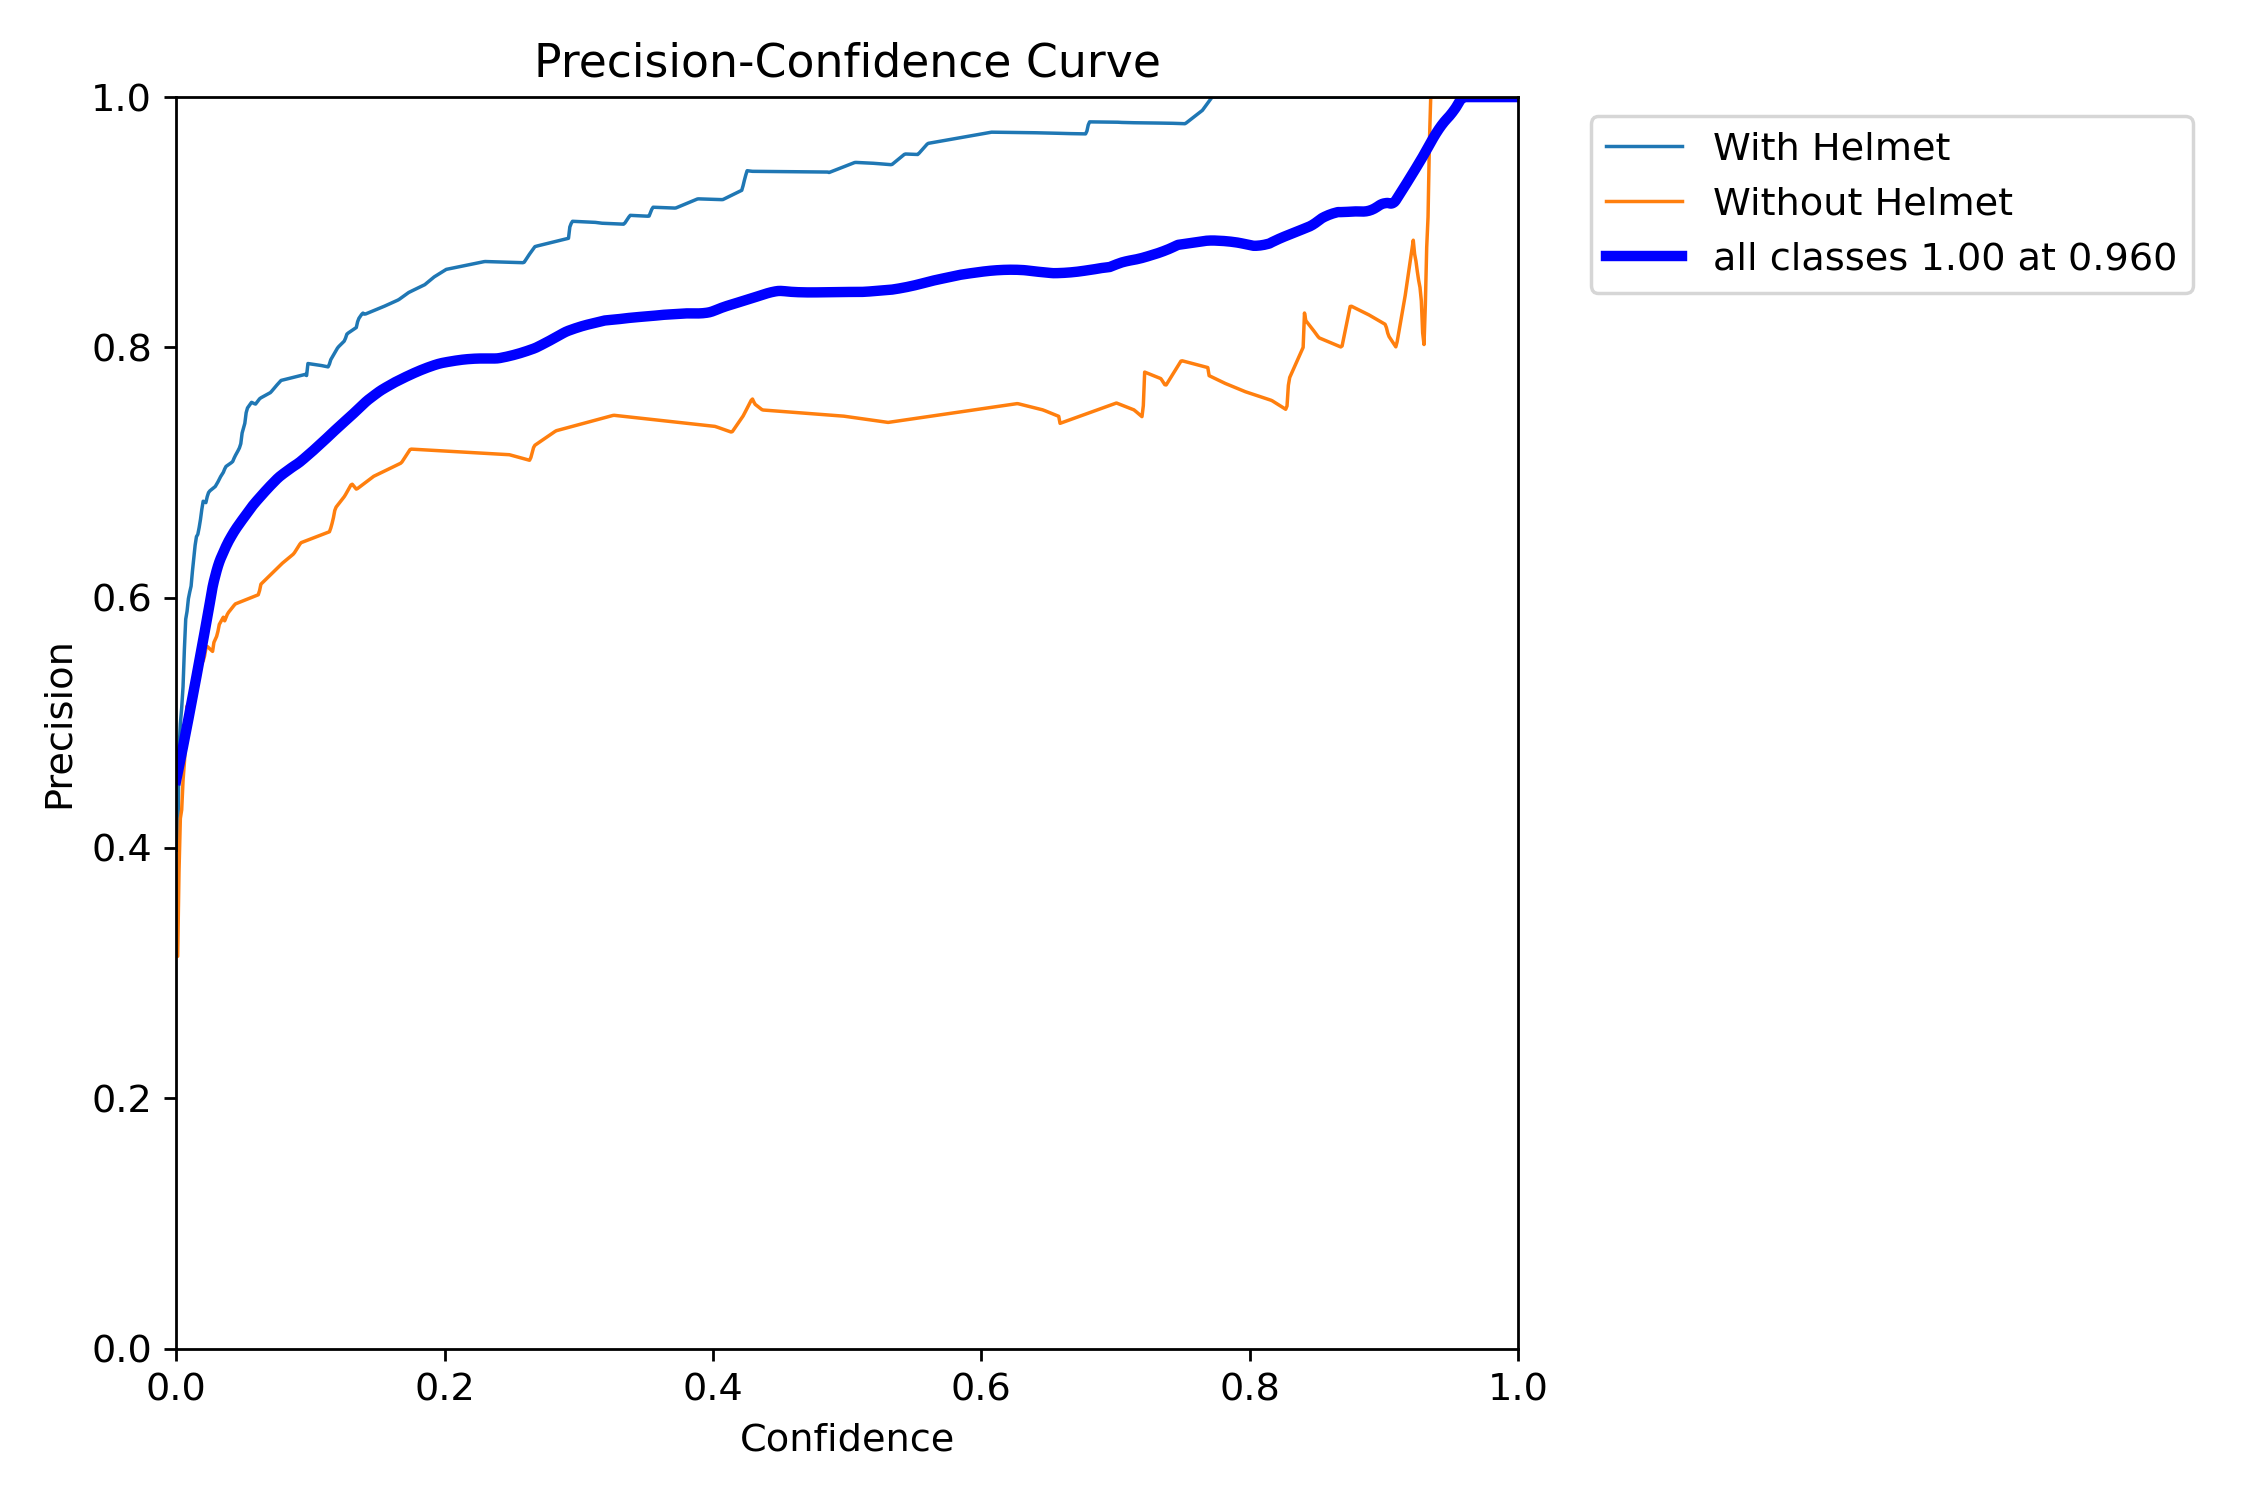 Precision-Confidence Curve
1.0
0.8
0.6
0.4
0.2
0.0
Precision
0.0 0.2 0.4 0.6 0.8 1.0
Confidence
With Helmet
Without Helmet
all classes 1.00 at 0.960